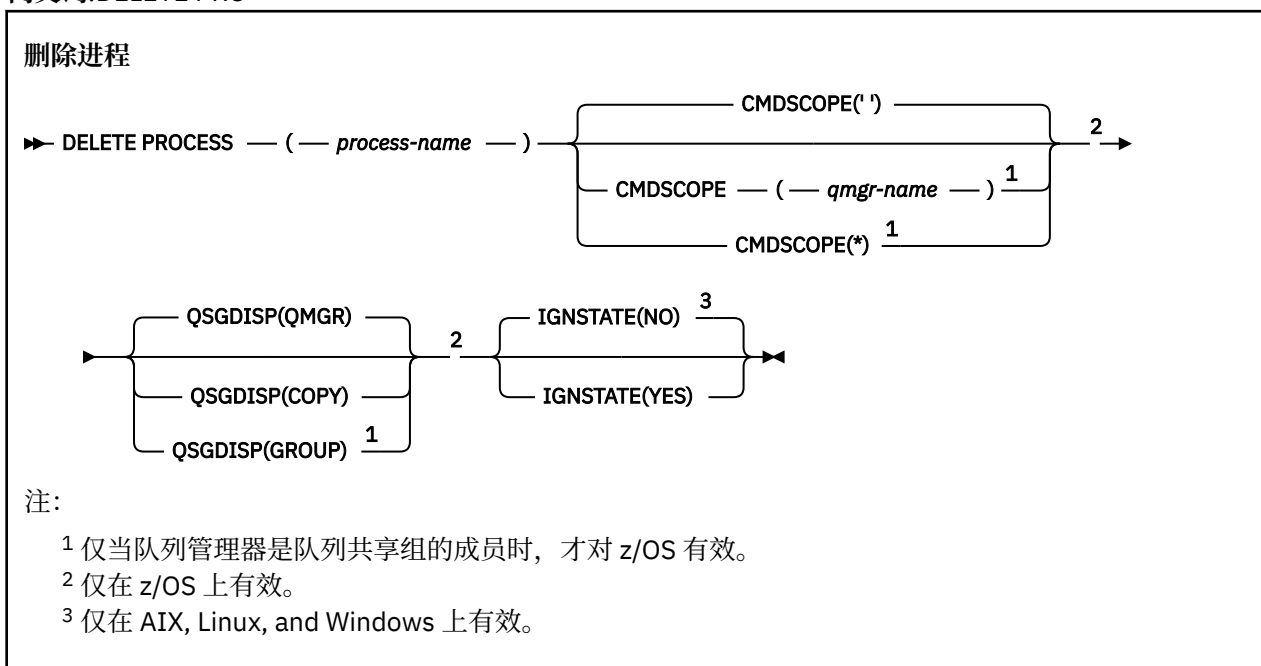 删除进程
CMDSCOPE(' ')
DELETE PROCESS ( process-name ) 2
CMDSCOPE ( qmgr-name ) 1
CMDSCOPE(*) 1
QSGDISP(QMGR) 2 IGNSTATE(NO) 3
QSGDISP(COPY) IGNSTATE(YES)
QSGDISP(GROUP) 1
注：
1 仅当队列管理器是队列共享组的成员时，才对 z/OS 有效。
2 仅在 z/OS 上有效。
3 仅在 AIX, Linux, and Windows 上有效。